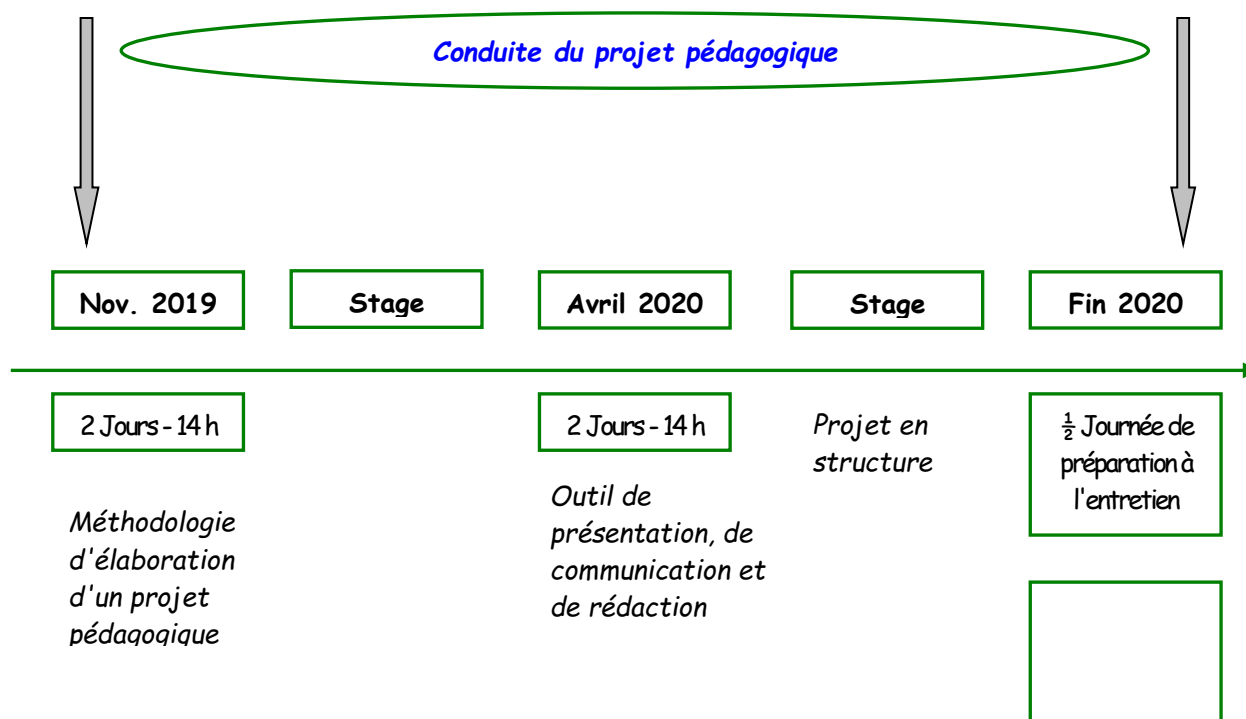 Conduite du projet pédagogique
Nov. 2019
Stage
Avril 2020
Stage
Fin 2020
2 Jours - 14 h
2 Jours - 14 h
Projet en
structure
½ Journée de
préparation à
l'entretien
Méthodologie
d'élaboration
d'un projet
pédagogique
Outil de
présentation, de
communication et
de rédaction